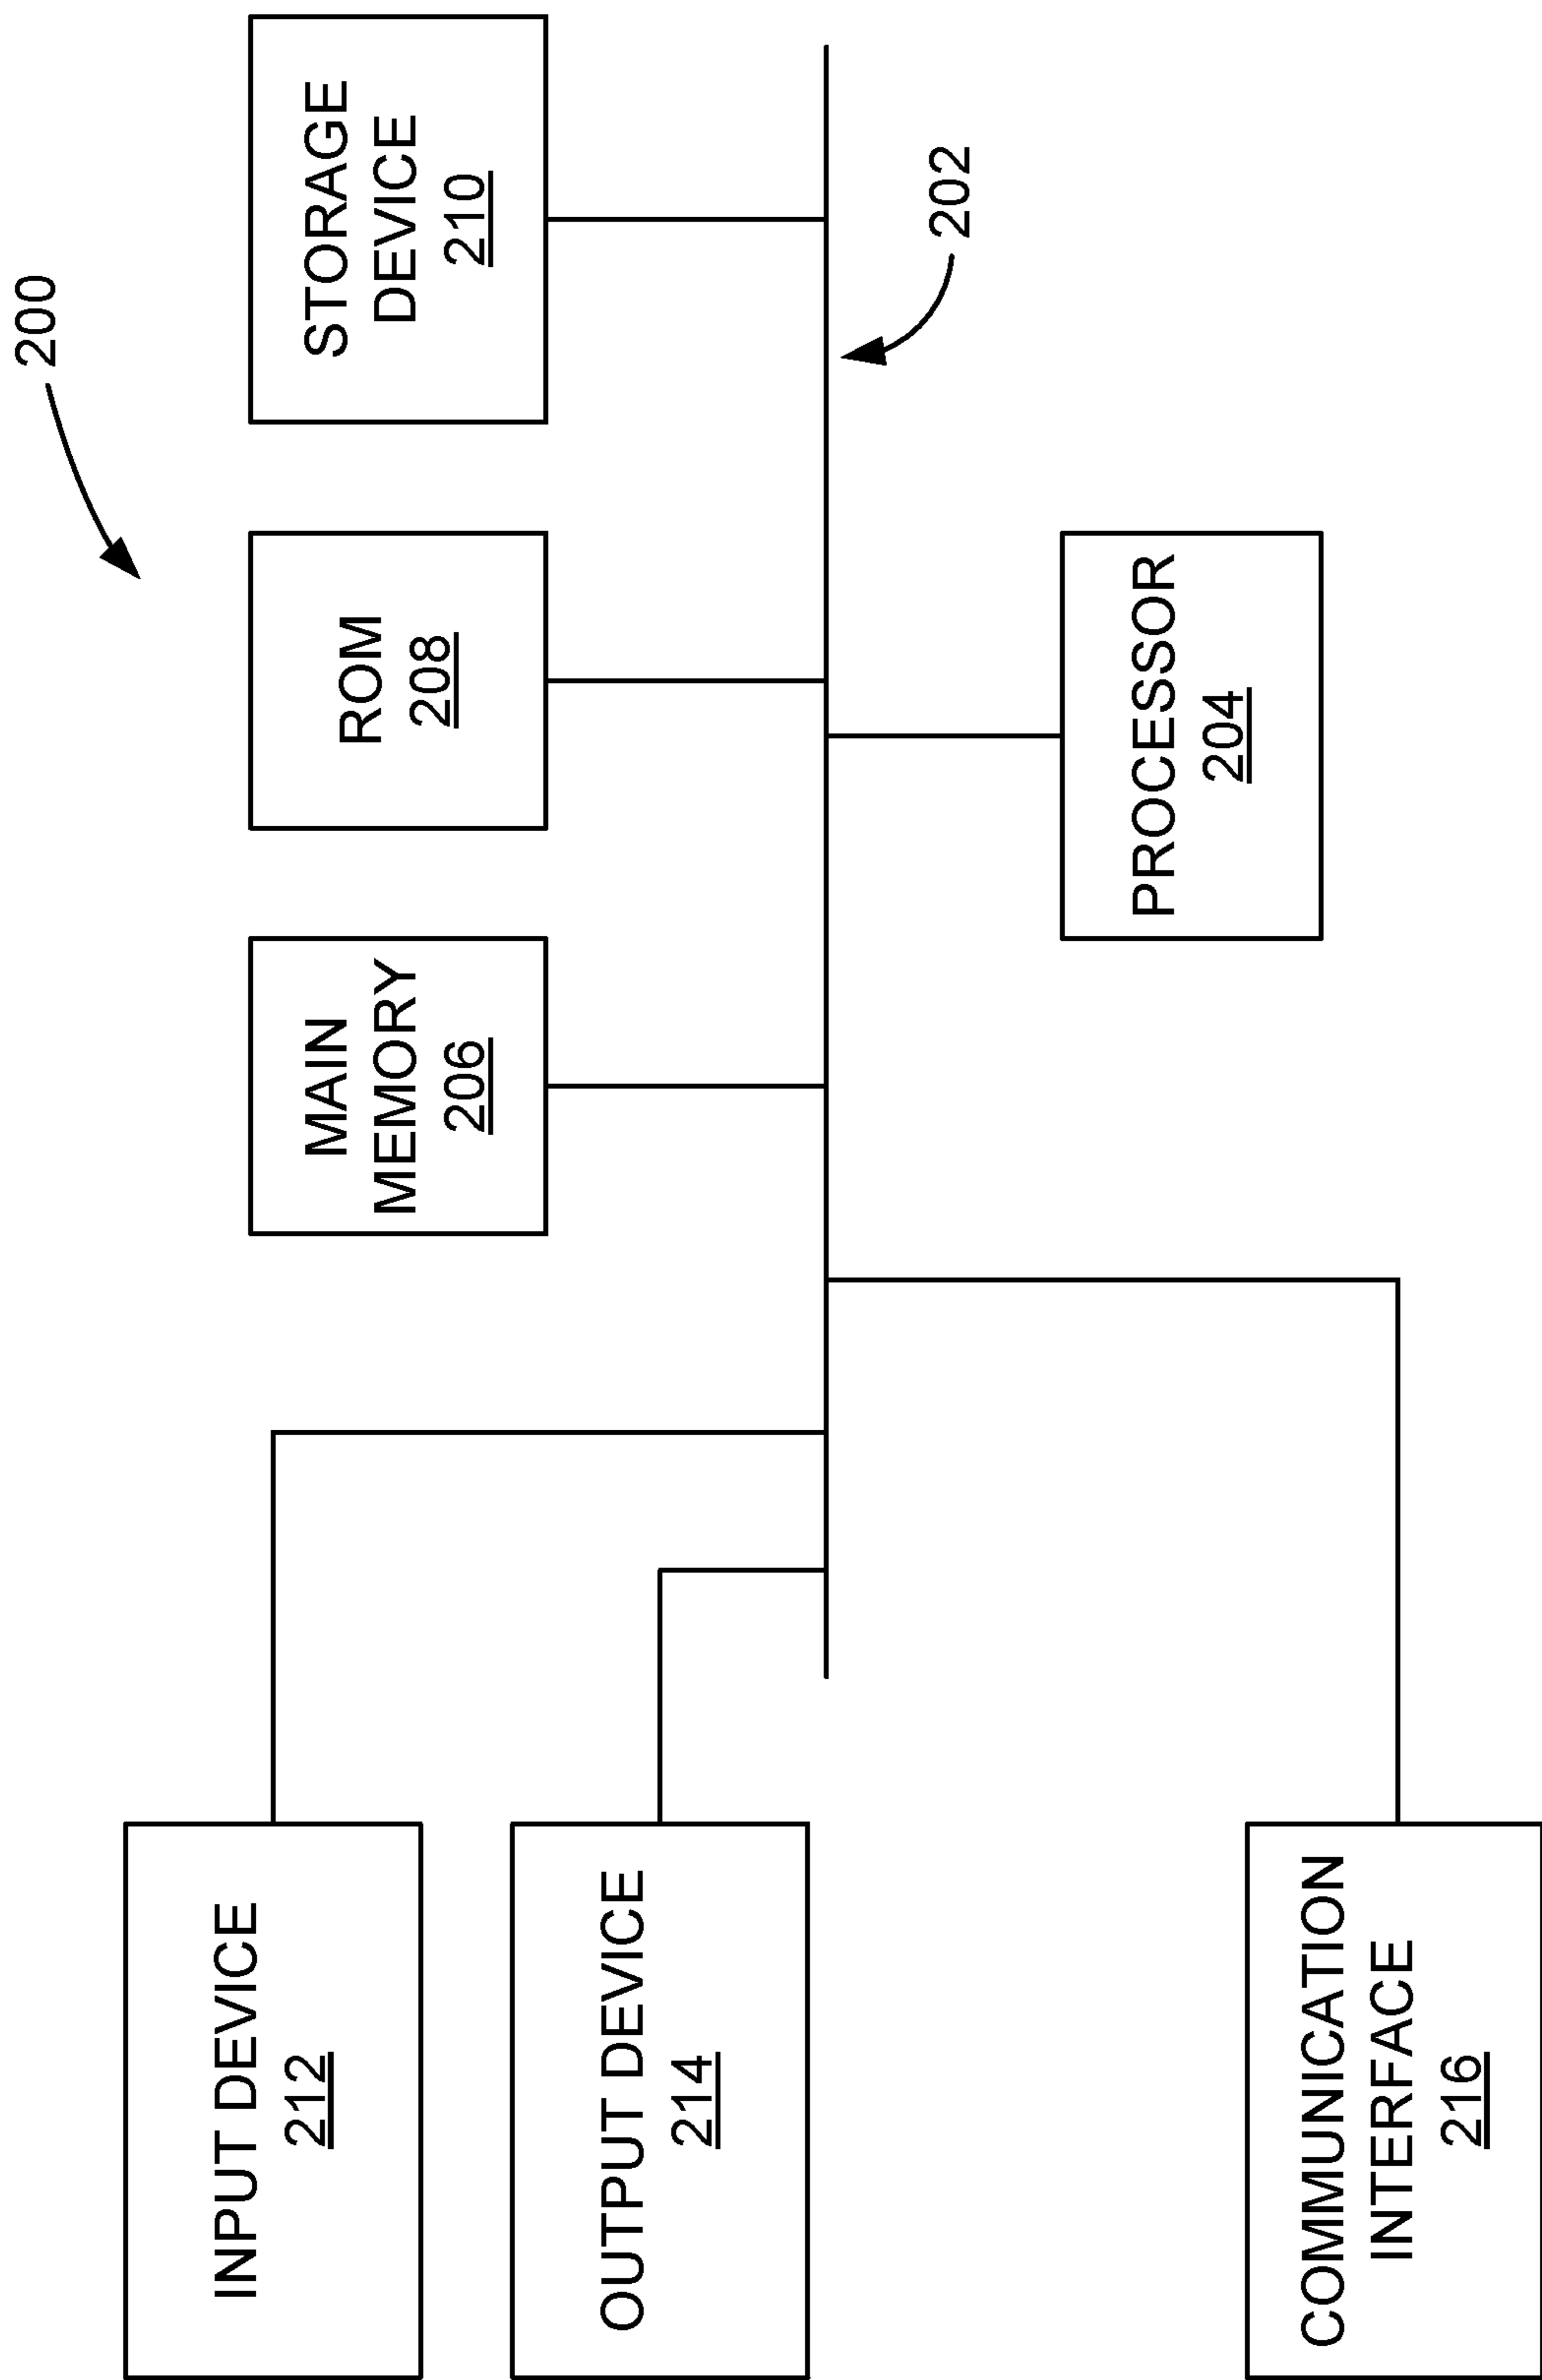 200
MAIN
MEMORY
206
ROM
208
STORAGE
DEVICE
210
INPUT DEVICE
212
OUTPUT DEVICE
214
202
PROCESSOR
204
COMMUNICATION
INTERFACE
216